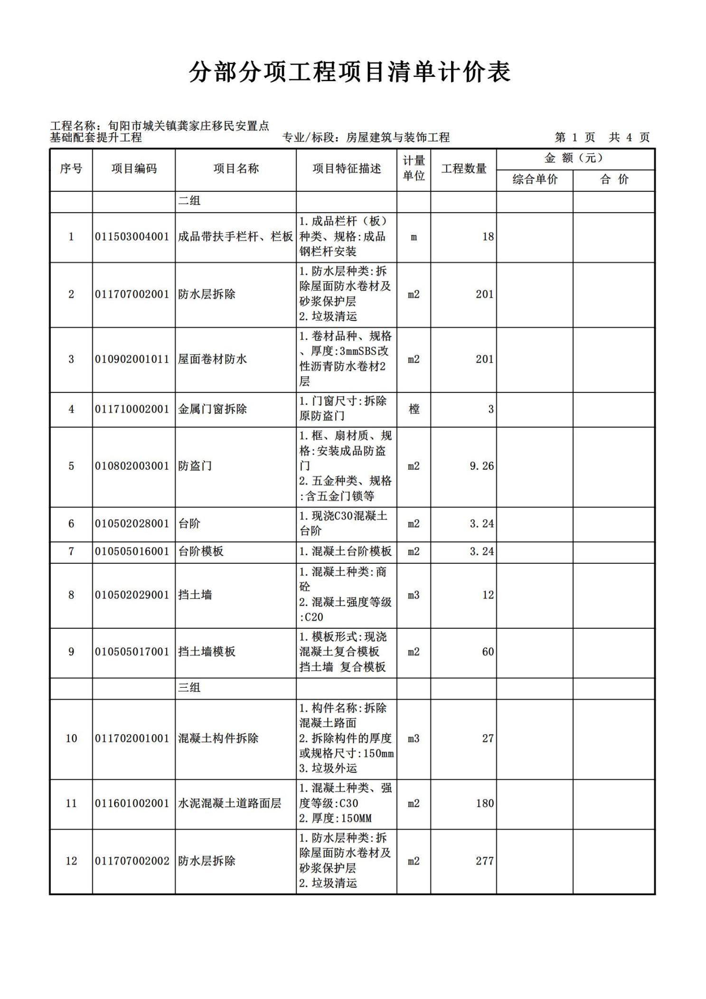 分部分项工程项目清单计价表
工程名称：旬阳市城关镇龚家庄移民安置点
基础配套提升工程 专业/标段：房屋建筑与装饰工程 第 1 页 共 4 页
序号 项目编码 项目名称 项目特征描述 计量单位 工程数量 金 额（元）
综合单价 合 价
二组
1 011503004001 成品带扶手栏杆、栏板 1.成品栏杆（板）
种类、规格:成品
钢栏杆安装
m 18
2 011707002001 防水层拆除 1.防水层种类:拆
除屋面防水卷材及
砂浆保护层
2.垃圾清运
m2 201
3 010902001011 屋面卷材防水 1.卷材品种、规格
、厚度:3mmSBS改
性沥青防水卷材2
层
m2 201
4 011710002001 金属门窗拆除 1.门窗尺寸:拆除
原防盗门
樘 3
5 010802003001 防盗门 1.框、扇材质、规
格:安装成品防盗
门
2.五金种类、规格
:含五金门锁等
m2 9.26
6 010502028001 台阶 1.现浇C30混凝土
台阶
m2 3.24
7 010505016001 台阶模板 1.混凝土台阶模板 m2 3.24
8 010502029001 挡土墙 1.混凝土种类:商
砼
2.混凝土强度等级
:C20
m3 12
9 010505017001 挡土墙模板 1.模板形式:现浇
混凝土复合模板
挡土墙 复合模板
m2 60
三组
10 011702001001 混凝土构件拆除 1.构件名称:拆除
混凝土路面
2.拆除构件的厚度
或规格尺寸:150mm
3.垃圾外运
m3 27
11 011601002001 水泥混凝土道路面层 1.混凝土种类、强
度等级:C30
2.厚度:150MM
m2 180
12 011707002002 防水层拆除 1.防水层种类:拆
除屋面防水卷材及
砂浆保护层
2.垃圾清运
m2 277